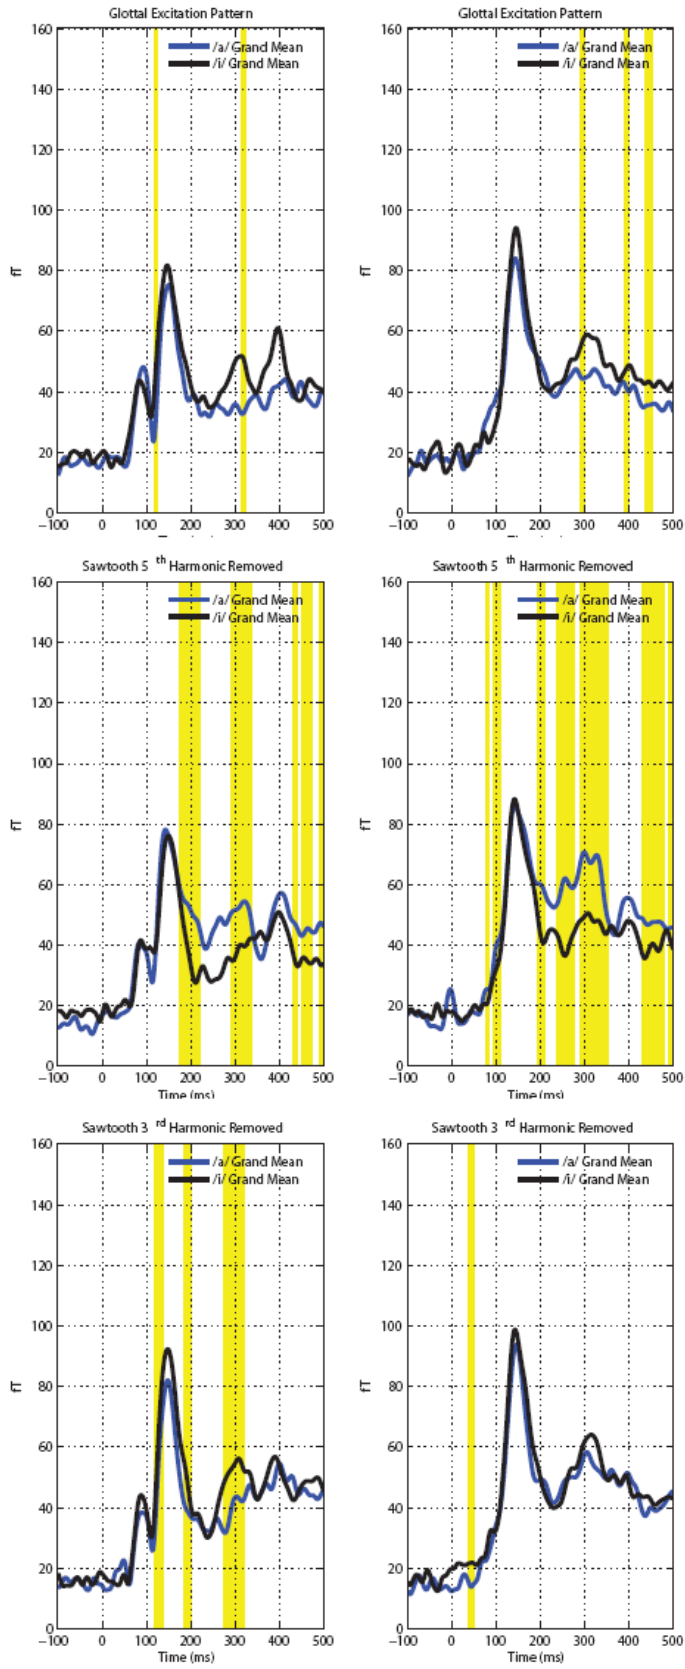 Glottal Excitation Pattern
/a/ Grand Mean
/i/ Grand Mean
160
140
120
100
80
60
40
20
0
fT
−100 0 100 200 300 400 500
Glottal Excitation Pattern
/a/ Grand Mean
/i/ Grand Mean
160
140
120
100
80
60
40
20
0
fT
−100 0 100 200 300 400 500
Sawtooth 5 th Harmonic Removed
/a/ Grand Mean
/i/ Grand Mean
160
140
120
100
80
60
40
20
0
fT
−100 0 100 200 300 400 500
Time (ms)
Sawtooth 5 th Harmonic Removed
/a/ Grand Mean
/i/ Grand Mean
160
140
120
100
80
60
40
20
0
fT
−100 0 100 200 300 400 500
Time (ms)
Sawtooth 3 rd Harmonic Removed
/a/ Grand Mean
/i/ Grand Mean
160
140
120
100
80
60
40
20
0
fT
−100 0 100 200 300 400 500
Time (ms)
Sawtooth 3 rd Harmonic Removed
/a/ Grand Mean
/i/ Grand Mean
160
140
120
100
80
60
40
20
0
fT
−100 0 100 200 300 400 500
Time (ms)